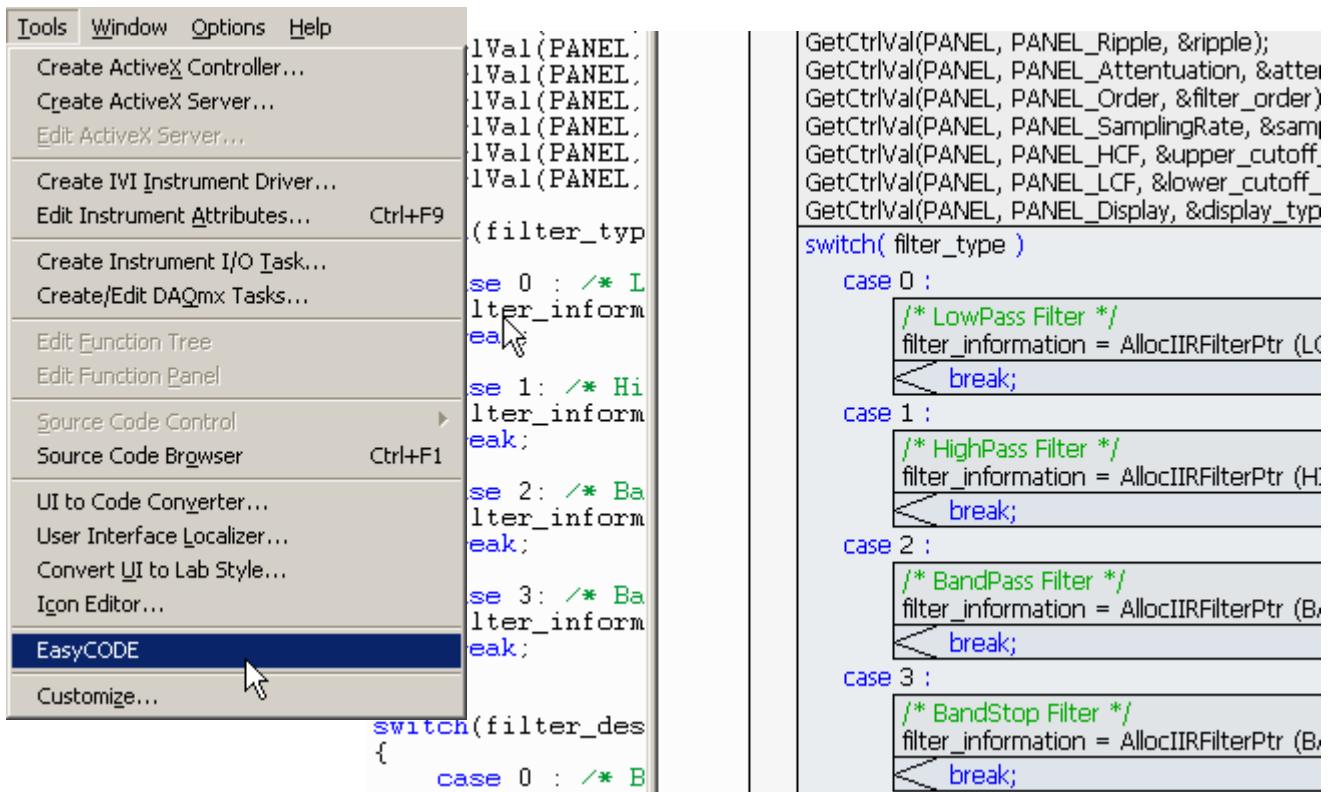 Tools Window Options Help
Create ActiveX Controller...
Create ActiveX Server...
Edit ActiveX Server...
Create IVI Instrument Driver...
Edit Instrument Attributes... Ctrl+F9
Create Instrument I/O Task...
Create/Edit DAQmx Tasks...
Edit Function Tree
Edit Function Panel
Source Code Control
Source Code Browser Ctrl+F1
UI to Code Converter...
User Interface Localizer...
Convert UI to Lab Style...
Icon Editor...
EasyCODE
Customize...
lVal(PANEL,
lVal(PANEL,
lVal(PANEL,
lVal(PANEL,
lVal(PANEL,
lVal(PANEL,
(filter_typ
se 0 : /* L
lter_inform
ea
se 1: /* Hi
lter_inform
eak;
se 2: /* Ba
lter_inform
eak;
se 3: /* Ba
lter_inform
eak;
switch(filter_des
{
case 0 : /* B
GetCtrlVal(PANEL, PANEL_Ripple, &ripple);
GetCtrlVal(PANEL, PANEL_Attentuation, &atte
GetCtrlVal(PANEL, PANEL_Order, &filter_order)
GetCtrlVal(PANEL, PANEL_SamplingRate, &sam
GetCtrlVal(PANEL, PANEL_HCF, &upper_cutoff_
GetCtrlVal(PANEL, PANEL_LCF, &lower_cutoff_
GetCtrlVal(PANEL, PANEL_Display, &display_typ
switch( filter_type )
case 0 :
/* LowPass Filter */
filter_information = AllocIIRFilterPtr (LO
break;
case 1 :
/* HighPass Filter */
filter_information = AllocIIRFilterPtr (HI
break;
case 2 :
/* BandPass Filter */
filter_information = AllocIIRFilterPtr (BA
break;
case 3 :
/* BandStop Filter */
filter_information = AllocIIRFilterPtr (BA
break;